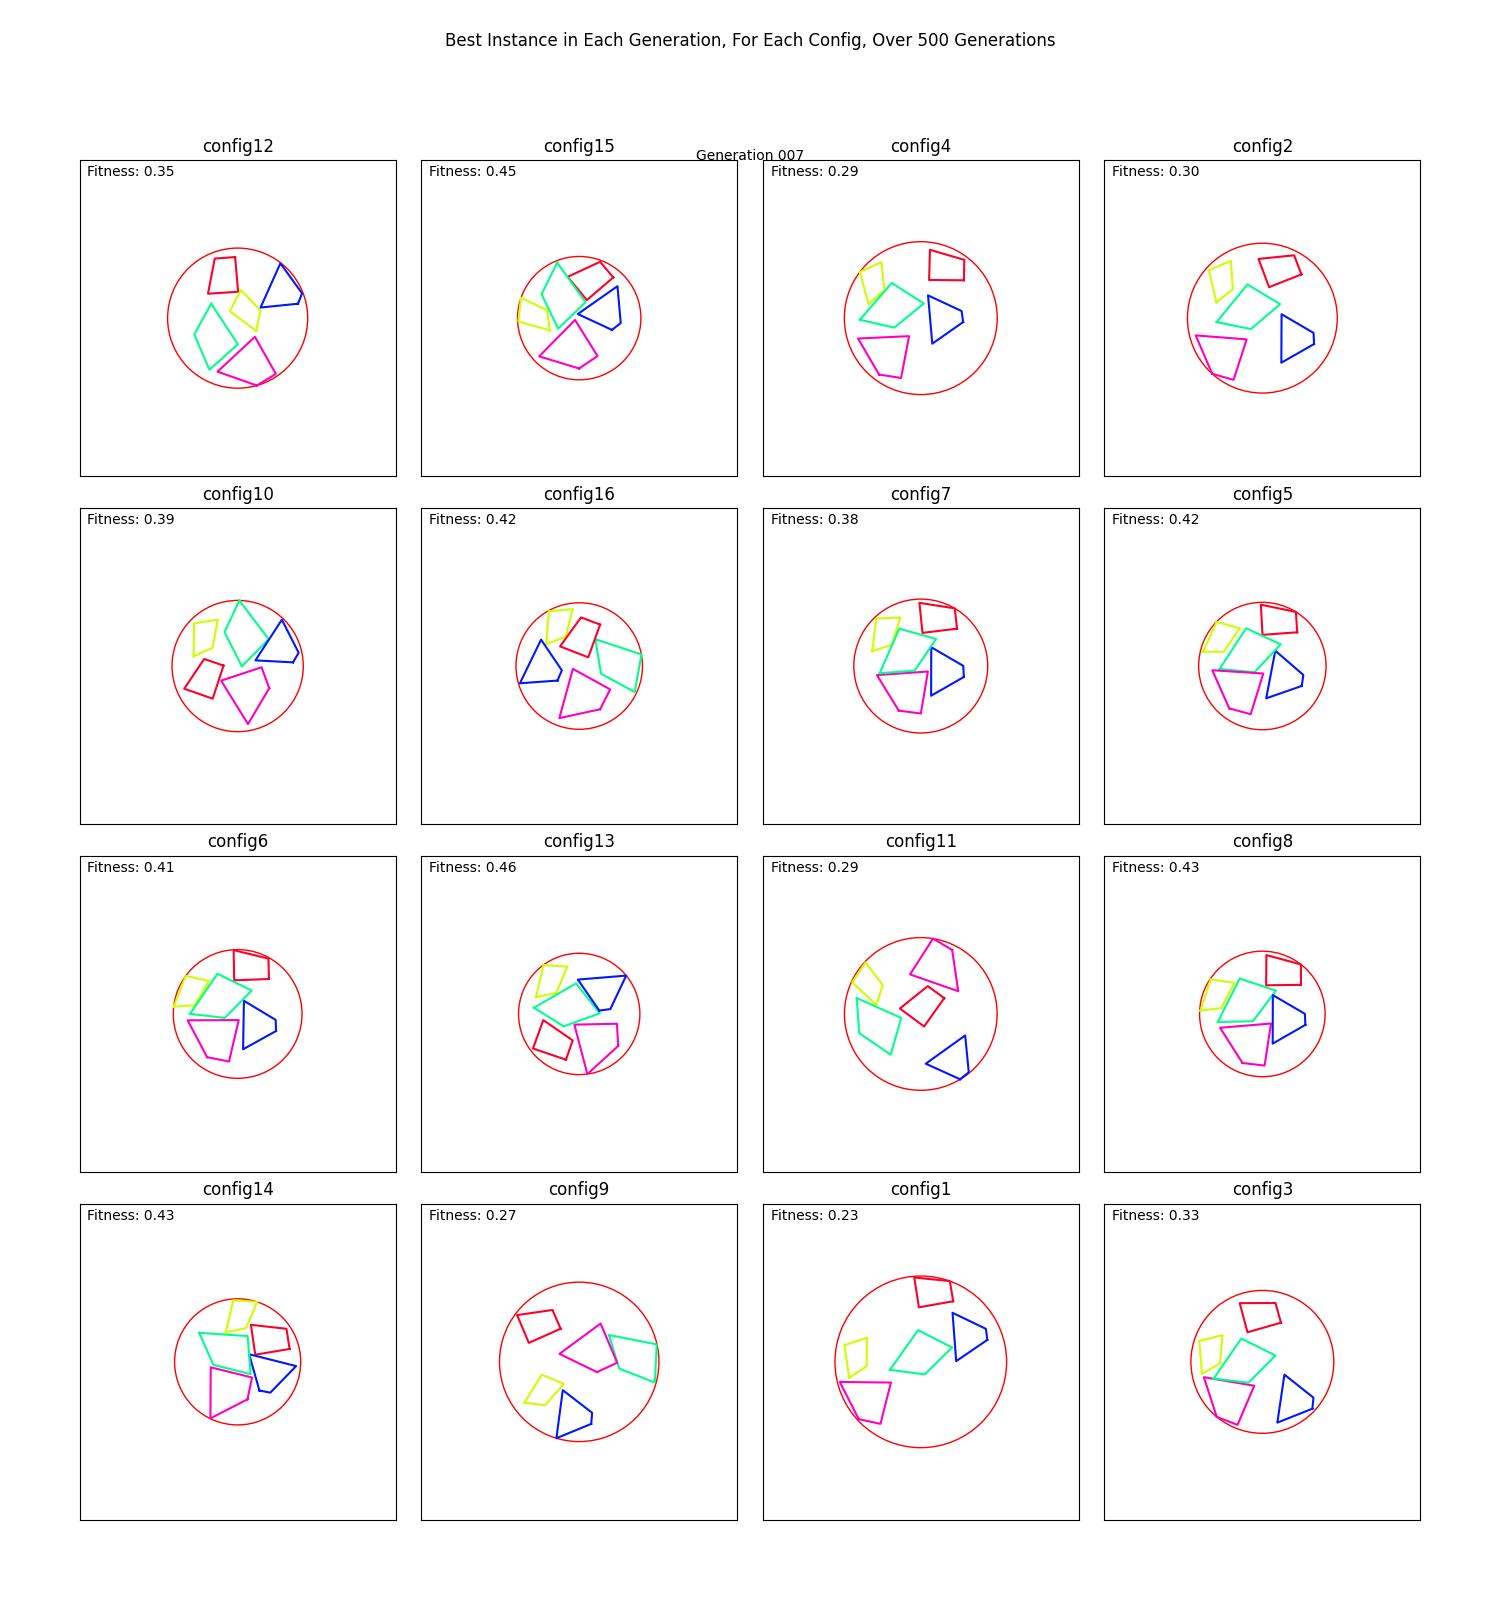 Best Instance in Each Generation, For Each Config, Over 500 Generations
Generation 007
config12
Fitness: 0.35
config15
Fitness: 0.45
config4
Fitness: 0.29
config2
Fitness: 0.30
config10
Fitness: 0.39
config16
Fitness: 0.42
config7
Fitness: 0.38
config5
Fitness: 0.42
config6
Fitness: 0.41
config13
Fitness: 0.46
config11
Fitness: 0.29
config8
Fitness: 0.43
config14
Fitness: 0.43
config9
Fitness: 0.27
config1
Fitness: 0.23
config3
Fitness: 0.33